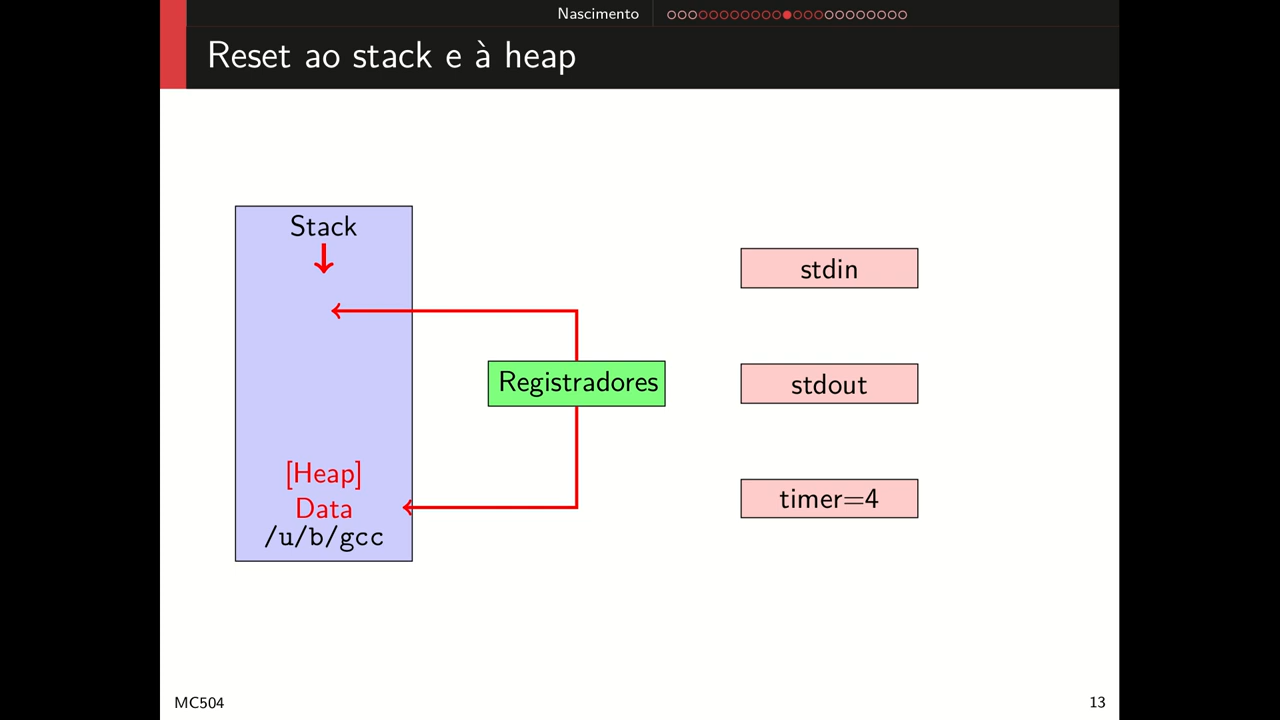 Nascimento
Reset ao stack e à heap
Stack
stdin
Registradores
stdout
[Heap]
Data
/u/b/gcc
timer=4
MC504
13